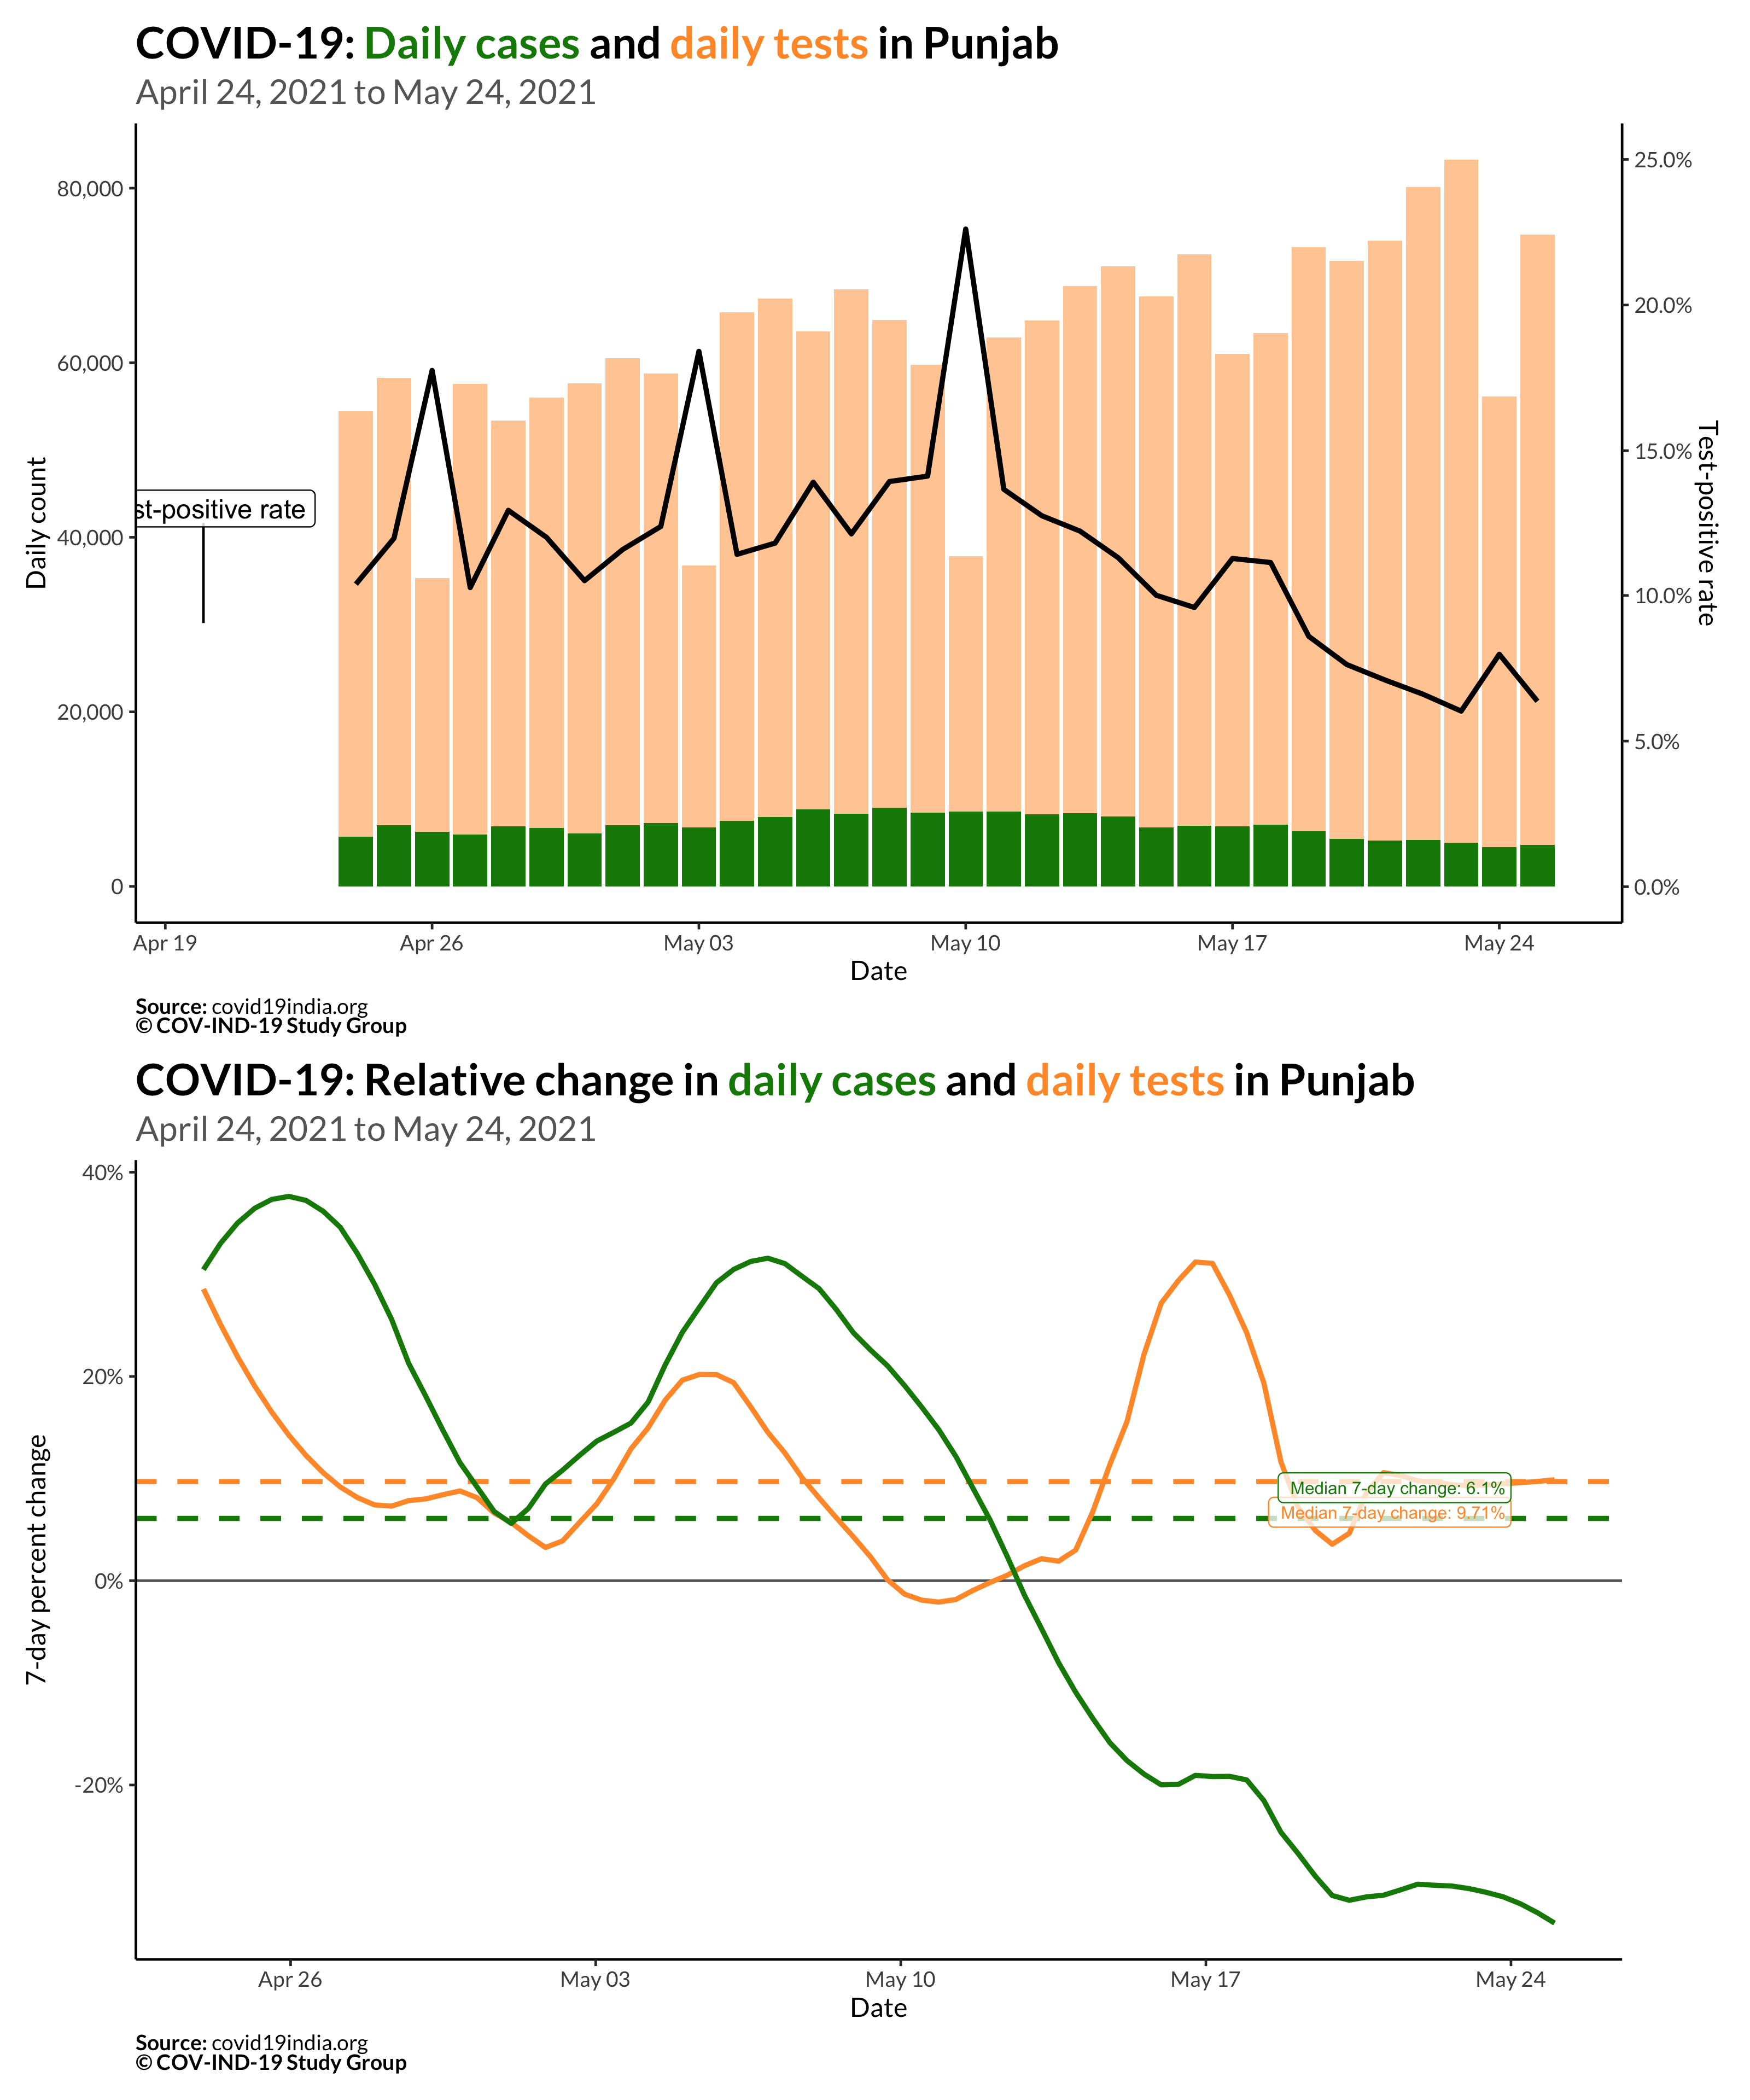 COVID-19: Daily cases and daily tests in Punjab
April 24, 2021 to May 24, 2021
Daily count
80,000
60,000
40,000
20,000
0
st-positive rate
25.0%
20.0%
15.0%
10.0%
5.0%
0.0%
Test-positive rate
Apr 19
Apr 26
May 03
May 10
May 17
May 24
Date
Source: covid19india.org
© COV-IND-19 Study Group
COVID-19: Relative change in daily cases and daily tests in Punjab
April 24, 2021 to May 24, 2021
7-day percent change
40%
20%
0%
-20%
Median 7-day change: 6.1%
Median 7-day change: 9.71%
Apr 26
May 03
May 10
May 17
May 24
Date
Source: covid19india.org
© COV-IND-19 Study Group